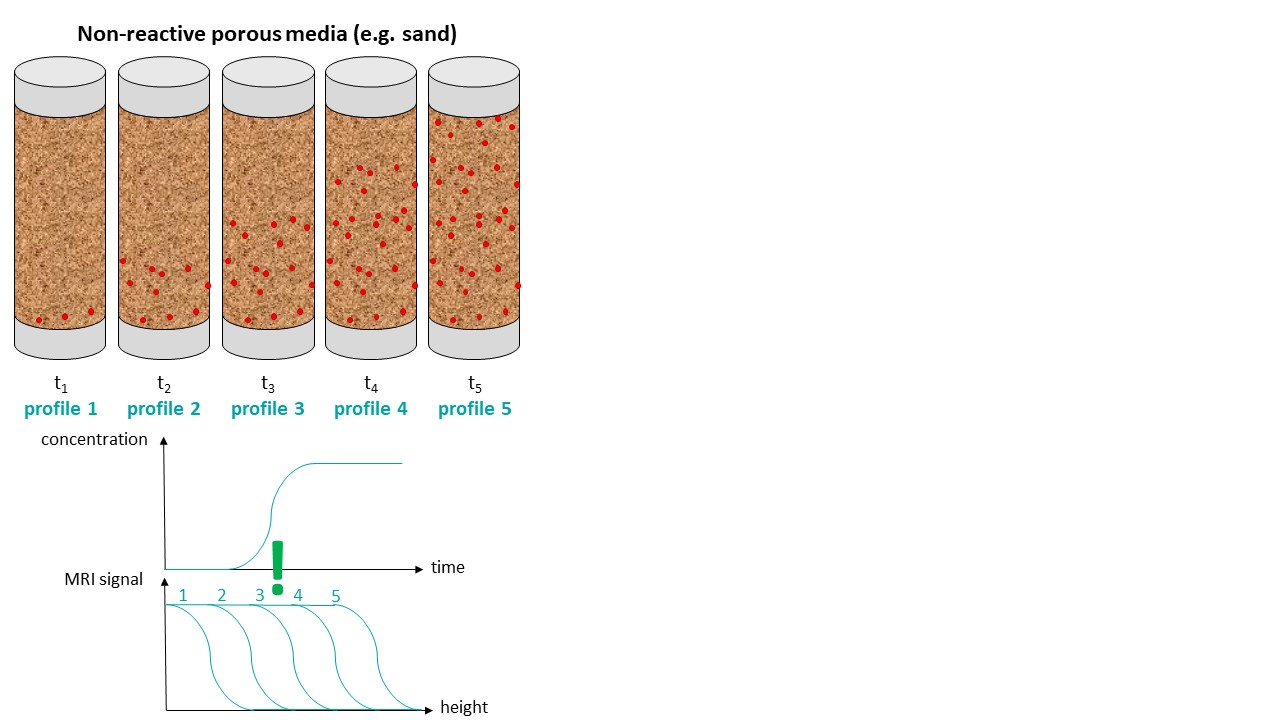 Non-reactive porous media (e.g. sand)
t₁ t₂ t₃ t₄ t₅
profile 1 profile 2 profile 3 profile 4 profile 5
concentration
time
!
MRI signal
1 2 3 4 5
height